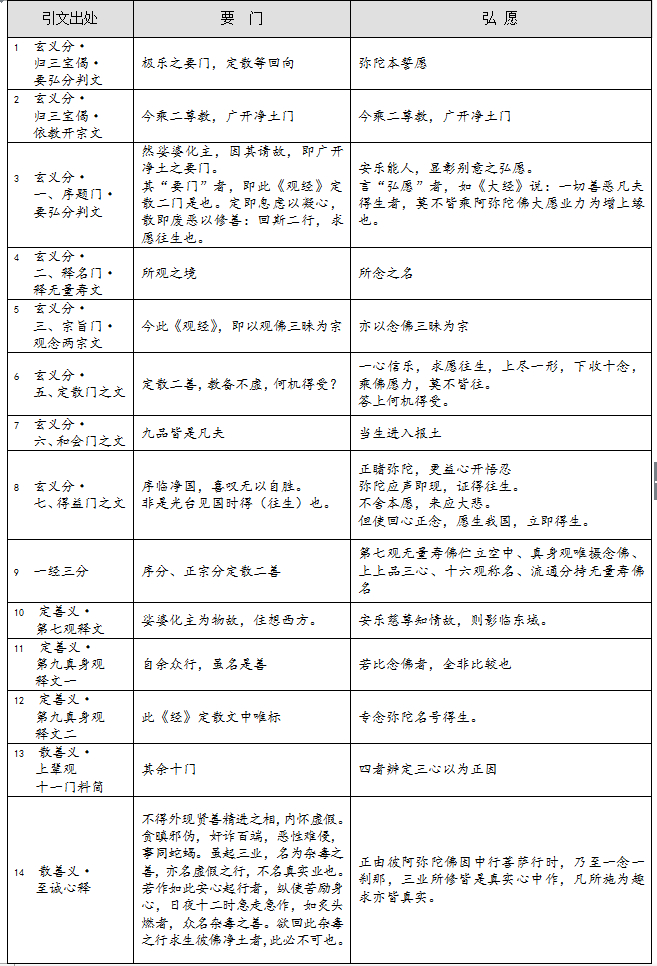 引文出处 要 门 弘 愿
1 玄义分·
归三宝偈·
要弘分判文
极乐之要门，定散等回向
弥陀本誓愿
2 玄义分·
归三宝偈·
依教开宗文
今乘二尊教，广开净土门
今乘二尊教，广开净土门
3 玄义分·
一、序题门·
要弘分判文
然娑婆化主，因其请故，即广开
净土之要门。
其“要门”者，即此《观经》定
散二门是也。定即息虑以凝心，
散即废恶以修善：回斯二行，求
愿往生也。
安乐能人，显彰别意之弘愿。
言“弘愿”者，如《大经》说：一切善恶凡夫
得生者，莫不皆乘阿弥陀佛大愿业力为增上缘
也。
4 玄义分·
二、释名门·
释无量寿文
所观之境
所念之名
5 玄义分·
三、宗旨门·
观念两宗文
今此《观经》，即以观佛三昧为宗
亦以念佛三昧为宗
6 玄义分·
五、定散门之文
定散二善，教备不虚，何机得受？
一心信乐，求愿往生，上尽一形，下收十念，
乘佛愿力，莫不皆往。
答上何机得受。
7 玄义分·
六、和会门之文
九品皆是凡夫
当生进入报土
8 玄义分·
七、得益门之文
序临净国，喜叹无以自胜。
非是光台见国时得（往生）也。
正睹弥陀，更益心开悟忍
弥陀应声即现，证得往生。
不舍本愿，来应大悲。
但使回心正念，愿生我国，立即得生。
9 一经三分
序分、正宗分定散二善
第七观无量寿佛伫立空中、真身观唯摄念佛、
上上品三心、十六观称名、流通分持无量寿佛
名
10 定善义·
第七观释文
娑婆化主为物故，住想西方。
安乐慈尊知情故，则影临东域。
11 定善义·
第九真身观
释文一
自余众行，虽名是善
若比念佛者，全非比较也
12 定善义·
第九真身观
释文二
此《经》定散文中唯标
专念弥陀名号得生。
13 散善义·
上辈观
十一门料简
其余十门
四者辨定三心以为正因
14 散善义·
至诚心释
不得外现贤善精进之相，内怀虚假。
贪瞋邪伪，奸诈百端，恶性难侵，
事同蛇蝎。虽起三业，名为杂毒之
善，亦名虚假之行，不名真实业也。
若作如此安心起行者，纵使苦励身
心，日夜十二时急走急作，如炙头
燃者，众名杂毒之善。欲回此杂毒
之行求生彼佛净土者，此必不可也。
正由彼阿弥陀佛因中行菩萨行时，乃至一念一
刹那，三业所修皆是真实心中作，凡所施为趣
求亦皆真实。